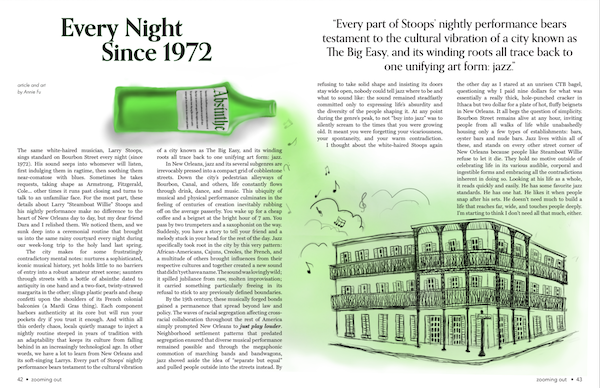 Every Night
Since 1972
article and art
by Annie Fu
Absinthe
The same white-haired musician, Larry Stoops,
sings standard on Bourbon Street every night (since
1972). His sound seeps into whomever will listen,
first indulging them in ragtime, then soothing them
near-comatose with blues. Sometimes he takes
requests, taking shape as Armstrong, Fitzgerald,
Cole... other times it runs past closing and turns to
talk to an unfamiliar face. For the most part, these
details about Larry "Steamboat Willie" Stoops and
his nightly performance make no difference to the
heart of New Orleans day to day, but my dear friend
Dara and I relished them. We noticed them, and we
sunk deep into a ceremonial routine that brought
us into the same rainy courtyard every night during
our week-long trip to the holy land last spring.
The city makes for some frustratingly
contradictory mental notes: nurtures a sophisticated,
iconic musical history, yet holds little to no barriers
of entry into a robust amateur street scene; saunters
through streets with a bottle of absinthe dated to
antiquity in one hand and a two-foot, twisty-strawed
margarita in the other; slings plastic pearls and cheap
confetti upon the shoulders of its French colonial
balconies (a Mardi Gras thing). Each component
harbors authenticity at its core but will run your
pockets dry if you trust it enough. And within all
this orderly chaos, locals quietly manage to inject a
nightly routine steeped in years of tradition with
an adaptability that keeps its culture from falling
behind in an increasingly technological age. In other
words, we have a lot to learn from New Orleans and
its soft-singing Larrys. Every part of Stoops' nightly
performance bears testament to the cultural vibration
of a city known as The Big Easy, and its winding
roots all trace back to one unifying art form: jazz.
In New Orleans, jazz and its several subgenres are
irrevocably pressed into a compact grid of cobblestone
streets. Down the city's pedestrian alleyways of
Bourbon, Canal, and others, life constantly flows
through drink, dance, and music. This ubiquity of
musical and physical performance culminates in the
feeling of centuries of creation inevitably rubbing
off on the average passerby. You wake up for a cheap
coffee and a beignet at the bright hour of 7 am. You
pass by two trumpeters and a saxophonist on the way.
Suddenly, you have a story to tell your friend and a
melody stuck in your head for the rest of the day. Jazz
specifically took root in the city by this very pattern:
African-Americans, Cajuns, Creoles, the French, and
a multitude of others brought influences from their
respective cultures and together created a new sound
that didn't yet have a name. The sound was lovingly wild;
it spilled jubilance from raw, molten improvisation;
it carried something particularly freeing in its
refusal to stick to any previously defined boundaries.
By the 19th century, these musically forged bonds
gained a permanence that spread beyond law and
policy. The waves of racial segregation affecting cross-
racial collaboration throughout the rest of America
simply prompted New Orleans to just play louder.
Neighborhood settlement patterns that predated
segregation ensured that diverse musical performance
remained possible and through the megaphonic
commotion of marching bands and bandwagons,
jazz shoved aside the idea of "separate but equal"
and pulled people outside into the streets instead. By
42 • zooming out
"Every part of Stoops' nightly performance bears
testament to the cultural vibration of a city known as
The Big Easy, and its winding roots all trace back to
one unifying art form: jazz."
refusing to take solid shape and insisting its doors
stay wide open, nobody could tell jazz where to be and
what to sound like: the sound remained steadfastly
committed only to expressing life's absurdity and
the diversity of the people shaping it. At any point
during the genre's peak, to not "buy into jazz" was to
silently scream to the times that you were growing
old. It meant you were forgetting your vivaciousness,
your spontaneity, and your warm contradiction.
I thought about the white-haired Stoops again
the other day as I stared at an unrisen CTB bagel,
questioning why I paid nine dollars for what was
essentially a really thick, hole-punched cracker in
Ithaca but two dollar for a plate of hot, fluffy beignets
in New Orleans. It all begs the question of simplicity.
Bourbon Street remains alive at any hour, inviting
people from all walks of life while unabashedly
housing only a few types of establishments: bars,
oyster bars and nude bars. Jazz lives within all of
these, and stands on every other street corner of
New Orleans because people like Steamboat Willie
refuse to let it die. They hold no motive outside of
celebrating life in its various audible, corporal and
ingestible forms and embracing all the contradictions
inherent in doing so. Looking at his life as a whole,
it reads quickly and easily. He has some favorite jazz
standards. He has one hat. He likes it when people
stop after his sets. He doesn't need much to build a
life that reaches far, wide, and touches people deeply.
I'm starting to think I don't need all that much, either.
zooming out • 43